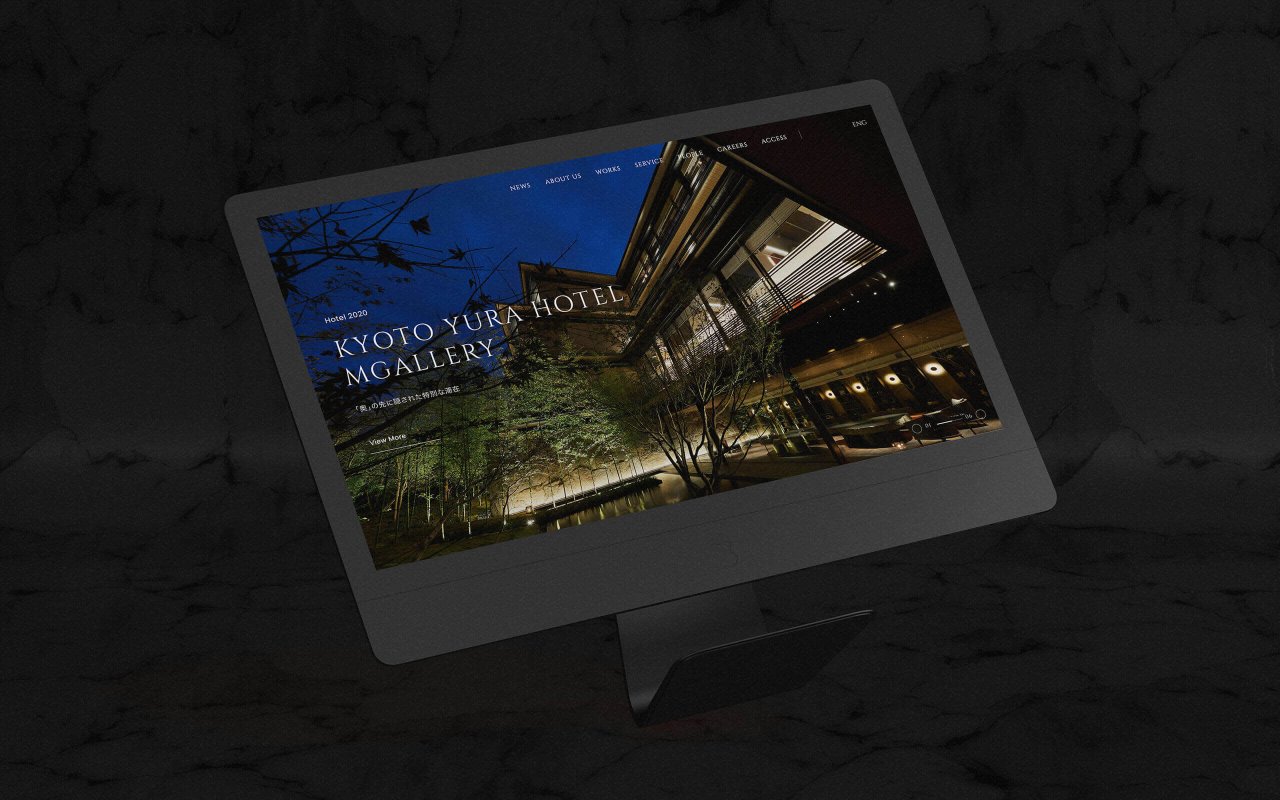 NEWS ABOUT US WORKS SERVICE PEOPLE CAREERS ACCESS
ENG
Hotel 2020
KYOTO YURA HOTEL
MGALLERY
「奥」の先に隠された特別な滞在
View More
01 06